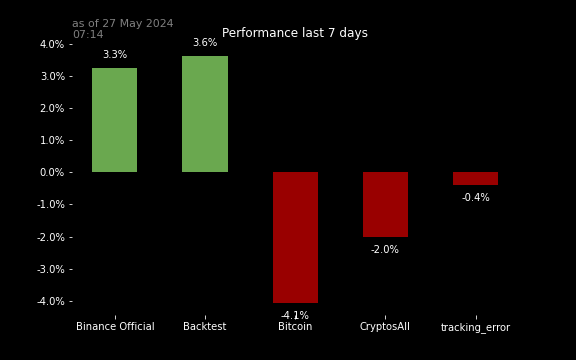 as of 27 May 2024
07:14
Performance last 7 days
4.0%
3.0%
2.0%
1.0%
0.0%
-1.0%
-2.0%
-3.0%
-4.0%
3.3%
3.6%
-4.1%
-2.0%
-0.4%
Binance Official
Backtest
Bitcoin
CryptosAll
tracking_error